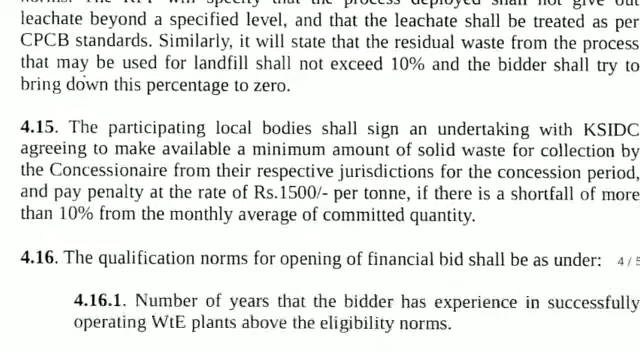 leachate beyond a specified level, and that the leachate shall be treated as per
CPCB standards. Similarly, it will state that the residual waste from the process
that may be used for landfill shall not exceed 10% and the bidder shall try to
bring down this percentage to zero.
4.15. The participating local bodies shall sign an undertaking with KSIDC
agreeing to make available a minimum amount of solid waste for collection by
the Concessionaire from their respective jurisdictions for the concession period,
and pay penalty at the rate of Rs.1500/- per tonne, if there is a shortfall of more
than 10% from the monthly average of committed quantity.
4.16. The qualification norms for opening of financial bid shall be as under: 4 / 5
4.16.1. Number of years that the bidder has experience in successfully
operating WtE plants above the eligibility norms.